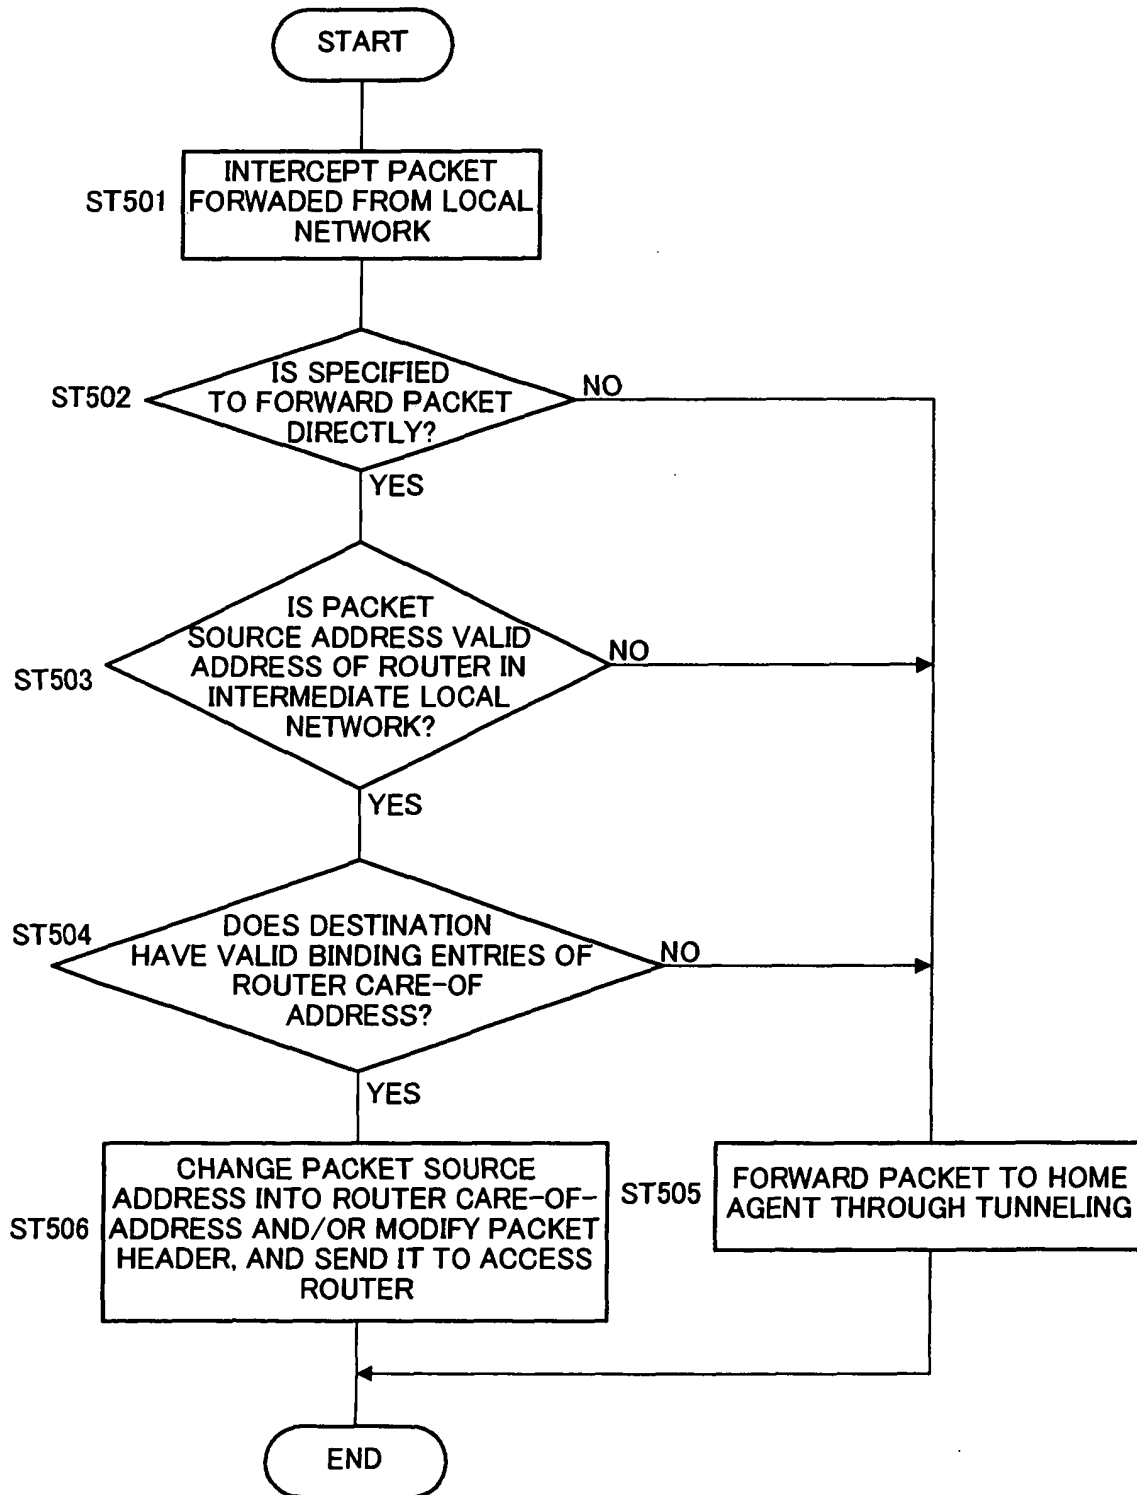 START
ST501
INTERCEPT PACKET
FORWADED FROM LOCAL
NETWORK
ST502
IS SPECIFIED
TO FORWARD PACKET
DIRECTLY?
NO
YES
ST503
IS PACKET
SOURCE ADDRESS VALID
ADDRESS OF ROUTER IN
INTERMEDIATE LOCAL
NETWORK?
NO
YES
ST504
DOES DESTINATION
HAVE VALID BINDING ENTRIES OF
ROUTER CARE-OF
ADDRESS?
NO
YES
ST506
CHANGE PACKET SOURCE
ADDRESS INTO ROUTER CARE-OF-
ADDRESS AND/OR MODIFY PACKET
HEADER, AND SEND IT TO ACCESS
ROUTER
ST505
FORWARD PACKET TO HOME
AGENT THROUGH TUNNELING
END